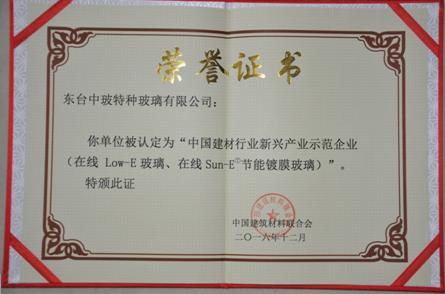 荣誉证书
东台中玻特种玻璃有限公司：
你单位被认定为“中国建材行业新兴产业示范企业
（在线 Low-E 玻璃、在线 Sun-E®节能镀膜玻璃）”。
特颁此证
中国建筑材料联合会
二〇一六年十二月